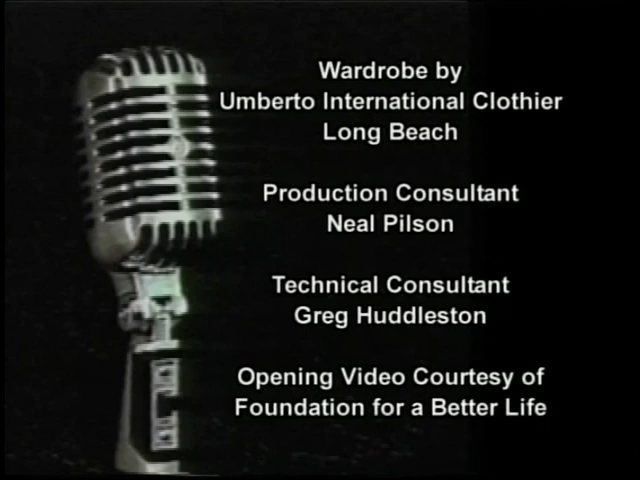 Wardrobe by
Umberto International Clothier
Long Beach
Production Consultant
Neal Pilson
Technical Consultant
Greg Huddleston
Opening Video Courtesy of
Foundation for a Better Life